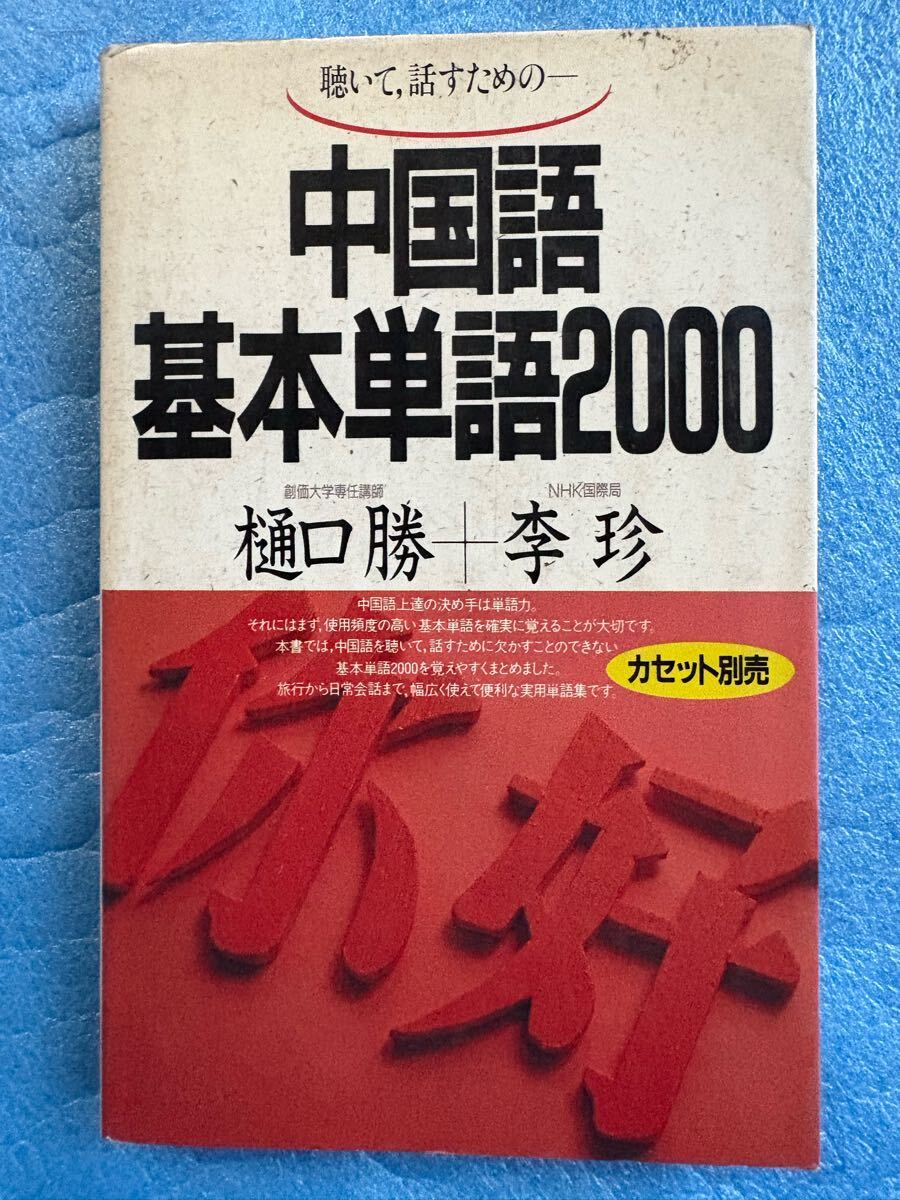 聴いて,話すための―
中国語
基本単語2000
創価大学専任講師 NHK国際局
樋口 勝 李 珍
中国語上達の決め手は単語力。
それにはまず,使用頻度の高い基本単語を確実に覚えることが大切です。
本書では,中国語を聴いて,話すために欠かすことのできない
基本単語2000を覚えやすくまとめました。
旅行から日常会話まで,幅広く使えて便利な実用単語集です。
カセット別売
你好